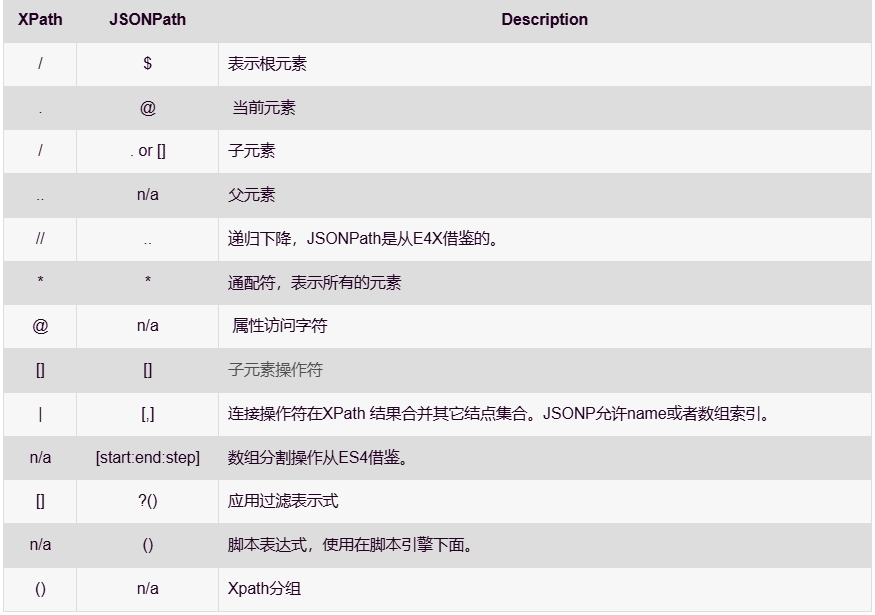 XPath JSONPath Description
/ $ 表示根元素
. @ 当前元素
/ . or [] 子元素
.. n/a 父元素
// .. 递归下降，JSONPath是从E4X借鉴的。
* * 通配符，表示所有的元素
@ n/a 属性访问字符
[] [] 子元素操作符
| [,] 连接操作符在XPath 结果合并其它结点集合。JSONP允许name或者数组索引。
n/a [start:end:step] 数组分割操作从ES4借鉴。
[] ?() 应用过滤表示式
n/a () 脚本表达式，使用在脚本引擎下面。
() n/a Xpath分组